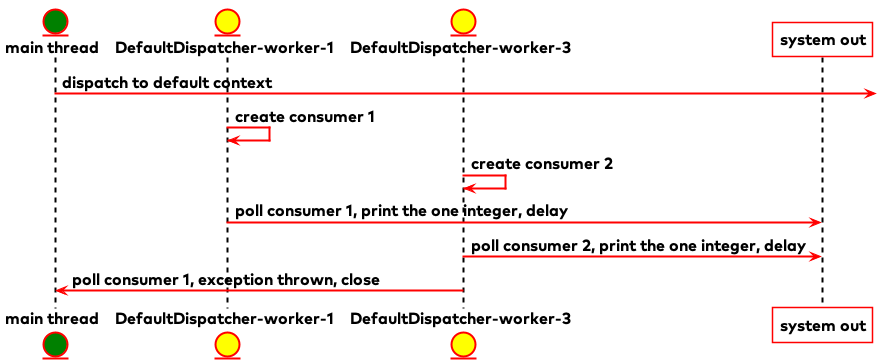 main thread
DefaultDispatcher-worker-1
DefaultDispatcher-worker-3
system out
dispatch to default context
create consumer 1
create consumer 2
poll consumer 1, print the one integer, delay
poll consumer 2, print the one integer, delay
poll consumer 1, exception thrown, close
main thread
DefaultDispatcher-worker-1
DefaultDispatcher-worker-3
system out